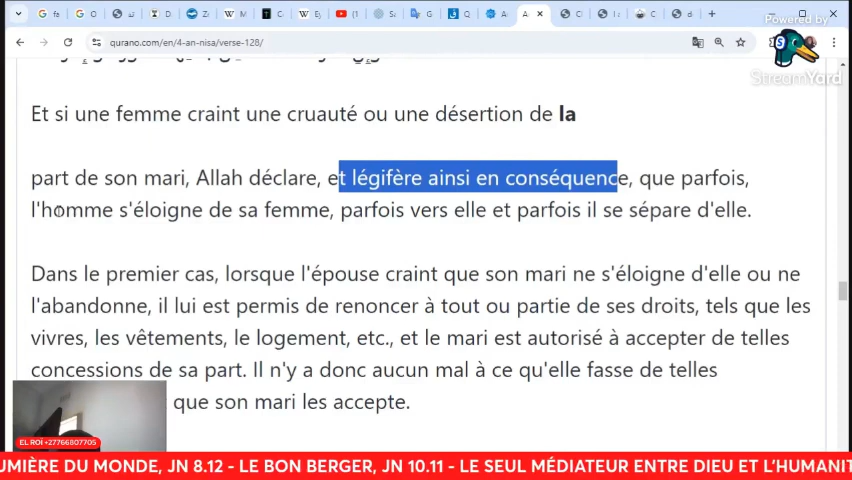 fa
au
D
Ze
W
C
Ey
(1
S
Go
A
C
l a
C
d
qurano.com/en/4-an-nisa/verse-128/
Powered by
StreamYard
Et si une femme craint une cruauté ou une désertion de la
part de son mari, Allah déclare, et légifère ainsi en conséquence, que parfois,
l'homme s'éloigne de sa femme, parfois vers elle et parfois il se sépare d'elle.
Dans le premier cas, lorsque l'épouse craint que son mari ne s'éloigne d'elle ou ne
l'abandonne, il lui est permis de renoncer à tout ou partie de ses droits, tels que les
vivres, les vêtements, le logement, etc., et le mari est autorisé à accepter de telles
concessions de sa part. Il n'y a donc aucun mal à ce qu'elle fasse de telles
que son mari les accepte.
EL ROI +27766807705
UMIÈRE DU MONDE, JN 8.12 - LE BON BERGER, JN 10.11 - LE SEUL MÉDIATEUR ENTRE DIEU ET L'HUMANIT